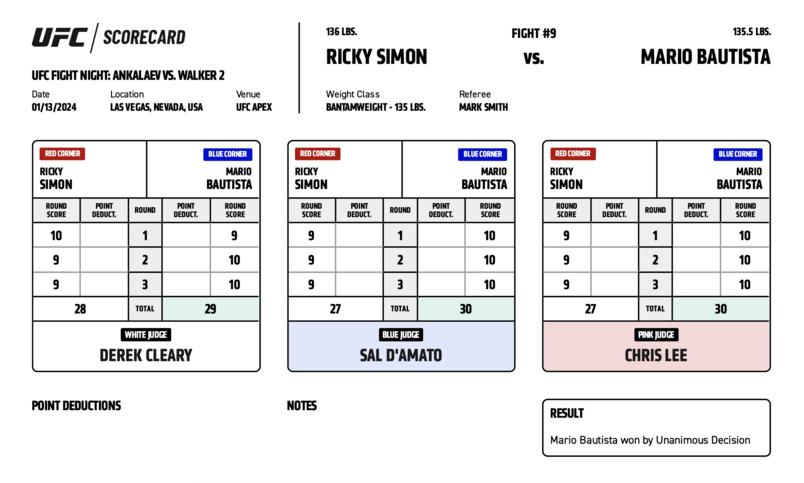 UFC / SCORECARD
UFC FIGHT NIGHT: ANKALAEV VS. WALKER 2
Date Location Venue
01/13/2024 LAS VEGAS, NEVADA, USA UFC APEX
136 LBS. FIGHT #9 135.5 LBS.
RICKY SIMON vs. MARIO BAUTISTA
Weight Class Referee
BANTAMWEIGHT - 135 LBS. MARK SMITH
RED CORNER BLUE CORNER
RICKY MARIO
SIMON BAUTISTA
ROUND SCORE POINT DEDUCT. ROUND POINT DEDUCT. ROUND SCORE
10 1 9
9 2 10
9 3 10
28 TOTAL 29
WHITE JUDGE
DEREK CLEARY
RED CORNER BLUE CORNER
RICKY MARIO
SIMON BAUTISTA
ROUND SCORE POINT DEDUCT. ROUND POINT DEDUCT. ROUND SCORE
9 1 10
9 2 10
9 3 10
27 TOTAL 30
BLUE JUDGE
SAL D'AMATO
RED CORNER BLUE CORNER
RICKY MARIO
SIMON BAUTISTA
ROUND SCORE POINT DEDUCT. ROUND POINT DEDUCT. ROUND SCORE
9 1 10
9 2 10
9 3 10
27 TOTAL 30
PINK JUDGE
CHRIS LEE
POINT DEDUCTIONS
NOTES
RESULT
Mario Bautista won by Unanimous Decision